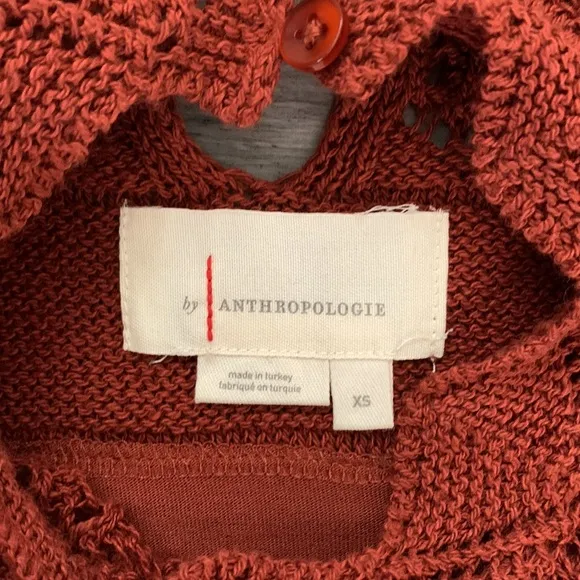 by ANTHROPOLOGIE
made in turkey
fabriqué en turquie
XS